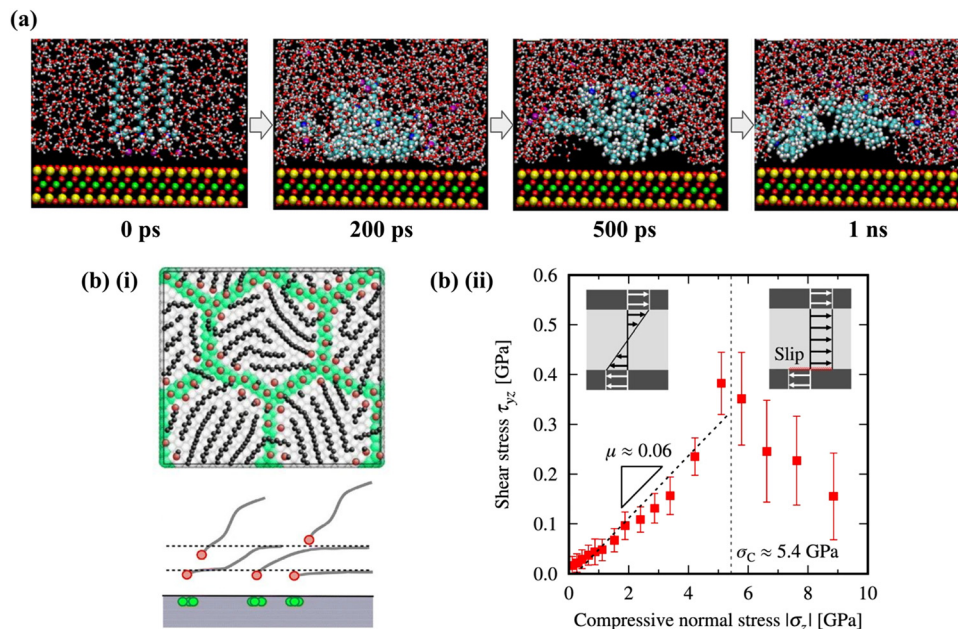 (a)
0 ps
200 ps
500 ps
1 ns
(b) (i)
(b) (ii)
Shear stress τyz [GPa]
0.6
0.5
0.4
0.3
0.2
0.1
0.0
Slip
μ ≈ 0.06
σC ≈ 5.4 GPa
0 2 4 6 8 10
Compressive normal stress |σz| [GPa]